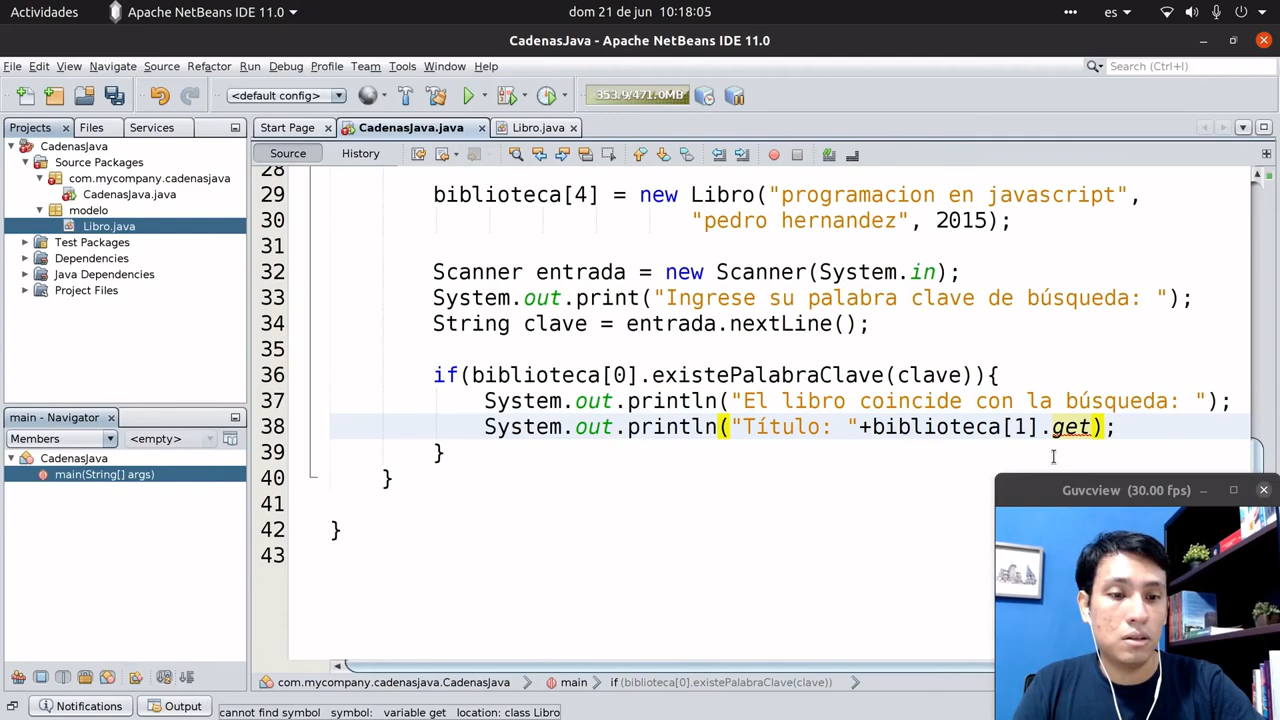 Actividades
Apache NetBeans IDE 11.0
dom 21 de jun 10:18:05
es
CadenasJava - Apache NetBeans IDE 11.0
File Edit View Navigate Source Refactor Run Debug Profile Team Tools Window Help
Search (Ctrl+I)
<default config>
353.9/471.0MB
Projects
Files
Services
Start Page
CadenasJava.java
Libro.java
Source
History
CadenasJava
Source Packages
com.mycompany.cadenasjava
CadenasJava.java
modelo
Libro.java
Test Packages
Dependencies
Java Dependencies
Project Files
28
29 biblioteca[4] = new Libro("programacion en javascript",
30 "pedro hernandez", 2015);
31
32 Scanner entrada = new Scanner(System.in);
33 System.out.print("Ingrese su palabra clave de búsqueda: ");
34 String clave = entrada.nextLine();
35
36 if(biblioteca[0].existePalabraClave(clave)){
37 System.out.println("El libro coincide con la búsqueda: ");
38 System.out.println("Título: "+biblioteca[1].get);
39 }
40 }
41
42 }
43
main - Navigator
Members
<empty>
CadenasJava
main(String[] args)
Guvcview (30.00 fps)
com.mycompany.cadenasjava.CadenasJava
main
if (biblioteca[0].existePalabraClave(clave))
Notifications
Output
cannot find symbol symbol: variable get location: class Libro